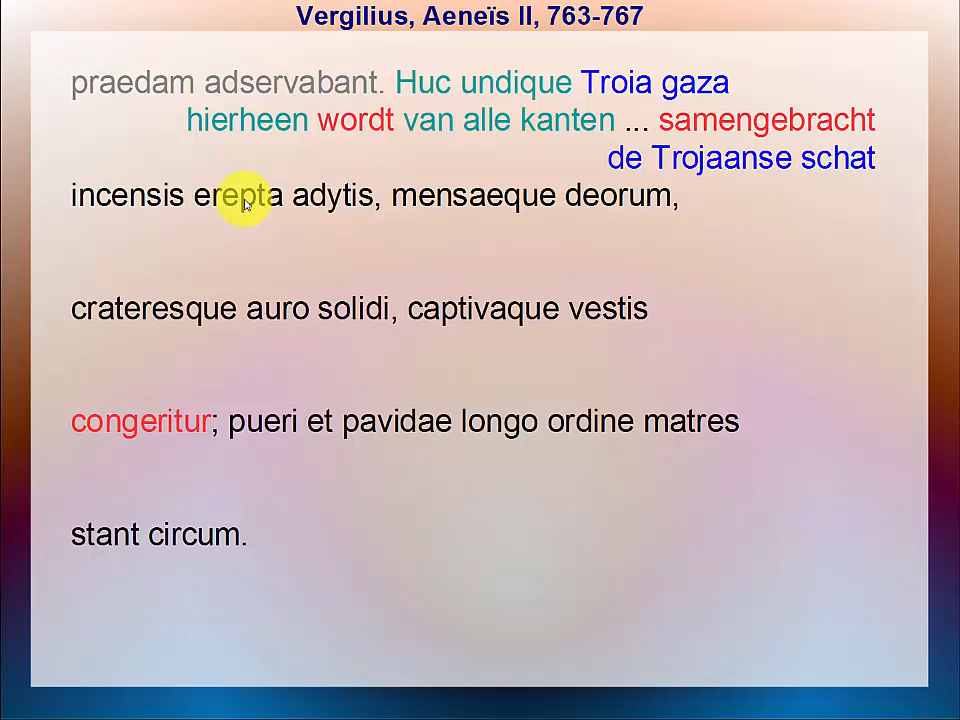 Vergilius, Aeneïs II, 763-767
praedam adservabant. Huc undique Troia gaza
hierheen wordt van alle kanten ... samengebracht
de Trojaanse schat
incensis erepta adytis, mensaeque deorum,
crateresque auro solidi, captivaque vestis
congeritur; pueri et pavidae longo ordine matres
stant circum.